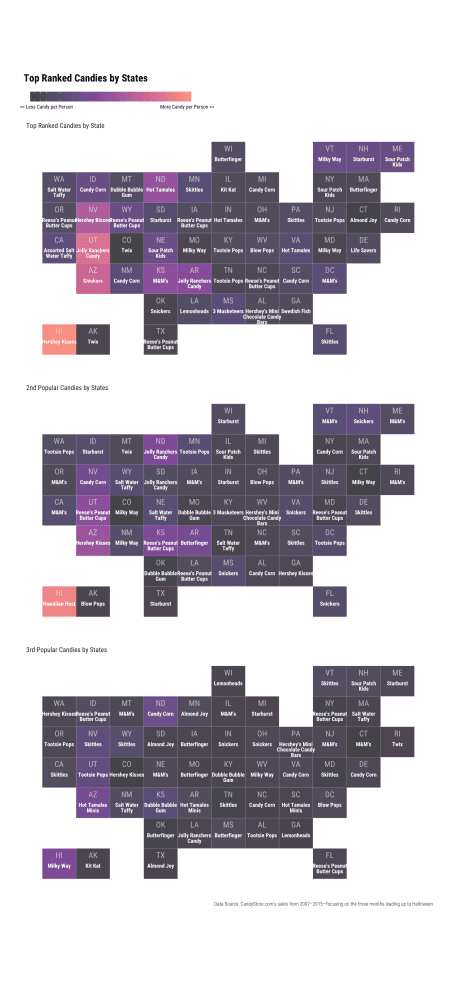 Top Ranked Candies by States
<< Less Candy per Person
More Candy per Person >>
Top Ranked Candies by State
WI
Butterfinger
VT
Milky Way
NH
Starburst
ME
Sour Patch
Kids
WA
Salt Water
Taffy
ID
Candy Corn
MT
Dubble Bubble
Gum
ND
Hot Tamales
MN
Skittles
IL
Kit Kat
MI
Candy Corn
NY
Sour Patch
Kids
MA
Butterfinger
OR
Reese's Peanut
Butter Cups
NV
Hershey Kisses
WY
Reese's Peanut
Butter Cups
SD
Starburst
IA
Reese's Peanut
Butter Cups
IN
Hot Tamales
OH
M&M's
PA
Skittles
NJ
Tootsie Pops
CT
Almond Joy
RI
Candy Corn
CA
Assorted Salt
Water Taffy
UT
Jolly Ranchers
Candy
CO
Twix
NE
Sour Patch
Kids
MO
Milky Way
KY
Tootsie Pops
WV
Blow Pops
VA
Hot Tamales
MD
Milky Way
DE
Life Savers
AZ
Snickers
NM
Candy Corn
KS
M&M's
AR
Jolly Ranchers
Candy
TN
Tootsie Pops
NC
Reese's Peanut
Butter Cups
SC
Candy Corn
DC
M&M's
OK
Snickers
LA
Lemonheads
MS
3 Musketeers
AL
Hershey's Mini
Chocolate Candy
Bars
GA
Swedish Fish
HI
Hershey Kisses
AK
Twix
TX
Reese's Peanut
Butter Cups
FL
Skittles
2nd Popular Candies by States
WI
Starburst
VT
M&M's
NH
Snickers
ME
M&M's
WA
Tootsie Pops
ID
Starburst
MT
Twix
ND
Jolly Ranchers
Candy
MN
Tootsie Pops
IL
Sour Patch
Kids
MI
Skittles
NY
Candy Corn
MA
Sour Patch
Kids
OR
M&M's
NV
Candy Corn
WY
Salt Water
Taffy
SD
Jolly Ranchers
Candy
IA
M&M's
IN
Starburst
OH
Blow Pops
PA
M&M's
NJ
Skittles
CT
Milky Way
RI
M&M's
CA
M&M's
UT
Reese's Peanut
Butter Cups
CO
Milky Way
NE
Salt Water
Taffy
MO
Dubble Bubble
Gum
KY
3 Musketeers
WV
Hershey's Mini
Chocolate Candy
Bars
VA
Snickers
MD
Reese's Peanut
Butter Cups
DE
Skittles
AZ
Hershey Kisses
NM
Milky Way
KS
Reese's Peanut
Butter Cups
AR
Butterfinger
TN
Salt Water
Taffy
NC
M&M's
SC
Skittles
DC
Tootsie Pops
OK
Dubble Bubble
Gum
LA
Reese's Peanut
Butter Cups
MS
Snickers
AL
Candy Corn
GA
Hershey Kisses
HI
Hawaiian Host
AK
Blow Pops
TX
Starburst
FL
Snickers
3rd Popular Candies by States
WI
Lemonheads
VT
Skittles
NH
Sour Patch
Kids
ME
Starburst
WA
Hershey Kisses
ID
Reese's Peanut
Butter Cups
MT
M&M's
ND
Candy Corn
MN
Almond Joy
IL
M&M's
MI
Starburst
NY
Reese's Peanut
Butter Cups
MA
Salt Water
Taffy
OR
Tootsie Pops
NV
Skittles
WY
Skittles
SD
Almond Joy
IA
Butterfinger
IN
Snickers
OH
Snickers
PA
Hershey's Mini
Chocolate Candy
Bars
NJ
M&M's
CT
M&M's
RI
Twix
CA
Skittles
UT
Tootsie Pops
CO
Hershey Kisses
NE
M&M's
MO
Butterfinger
KY
Dubble Bubble
Gum
WV
Milky Way
VA
Candy Corn
MD
Skittles
DE
Candy Corn
AZ
Hot Tamales
Minis
NM
Salt Water
Taffy
KS
Dubble Bubble
Gum
AR
Hot Tamales
Minis
TN
Skittles
NC
Candy Corn
SC
Hot Tamales
Minis
DC
Blow Pops
OK
Butterfinger
LA
Jolly Ranchers
Candy
MS
Butterfinger
AL
Tootsie Pops
GA
Lemonheads
HI
Milky Way
AK
Kit Kat
TX
Almond Joy
FL
Reese's Peanut
Butter Cups
Data Source: CandyStore.com's sales from 2007–2015–focusing on the three months leading up to Halloween